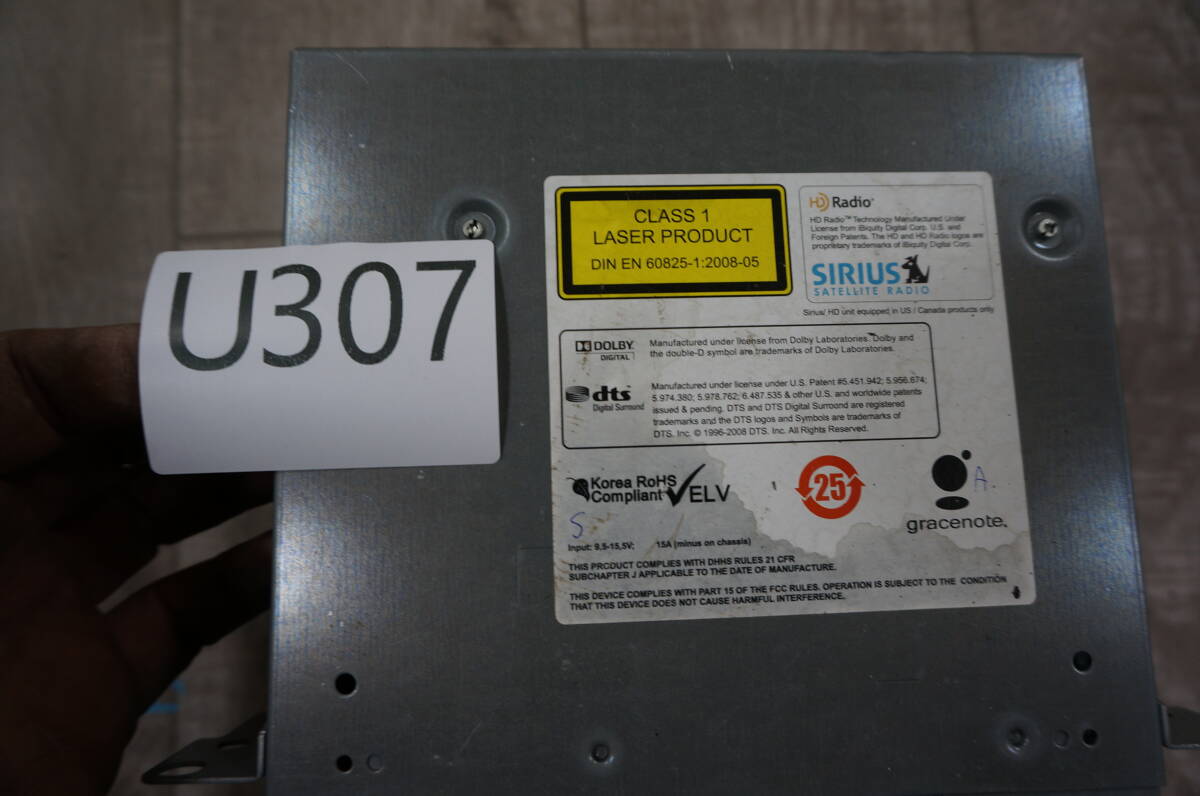 U307
CLASS 1
LASER PRODUCT
DIN EN 60825-1:2008-05
HD Radio™
HD Radio™ Technology Manufactured Under
License from iBiquity Digital Corp. U.S. and
Foreign Patents. The HD and HD Radio logos are
proprietary trademarks of iBiquity Digital Corp.
SIRIUS
SATELLITE RADIO
Sirius/ HD unit equipped in US / Canada products only
DOLBY
DIGITAL
Manufactured under license from Dolby Laboratories. Dolby and
the double-D symbol are trademarks of Dolby Laboratories.
dts
Digital Surround
Manufactured under license under U.S. Patent #5.451.942; 5.956.674;
5.974.380; 5.978.762; 6.487.535 & other U.S. and worldwide patents
issued & pending. DTS and DTS Digital Surround are registered
trademarks and the DTS logos and Symbols are trademarks of
DTS, Inc. © 1996-2008 DTS, Inc. All Rights Reserved.
Korea RoHS
Compliant
ELV
25
A.
gracenote.
S
Input: 9,5-15,5V; 15A (minus on chassis)
THIS PRODUCT COMPLIES WITH DHHS RULES 21 CFR
SUBCHAPTER J APPLICABLE TO THE DATE OF MANUFACTURE.
THIS DEVICE COMPLIES WITH PART 15 OF THE FCC RULES. OPERATION IS SUBJECT TO THE CONDITION
THAT THIS DEVICE DOES NOT CAUSE HARMFUL INTERFERENCE.